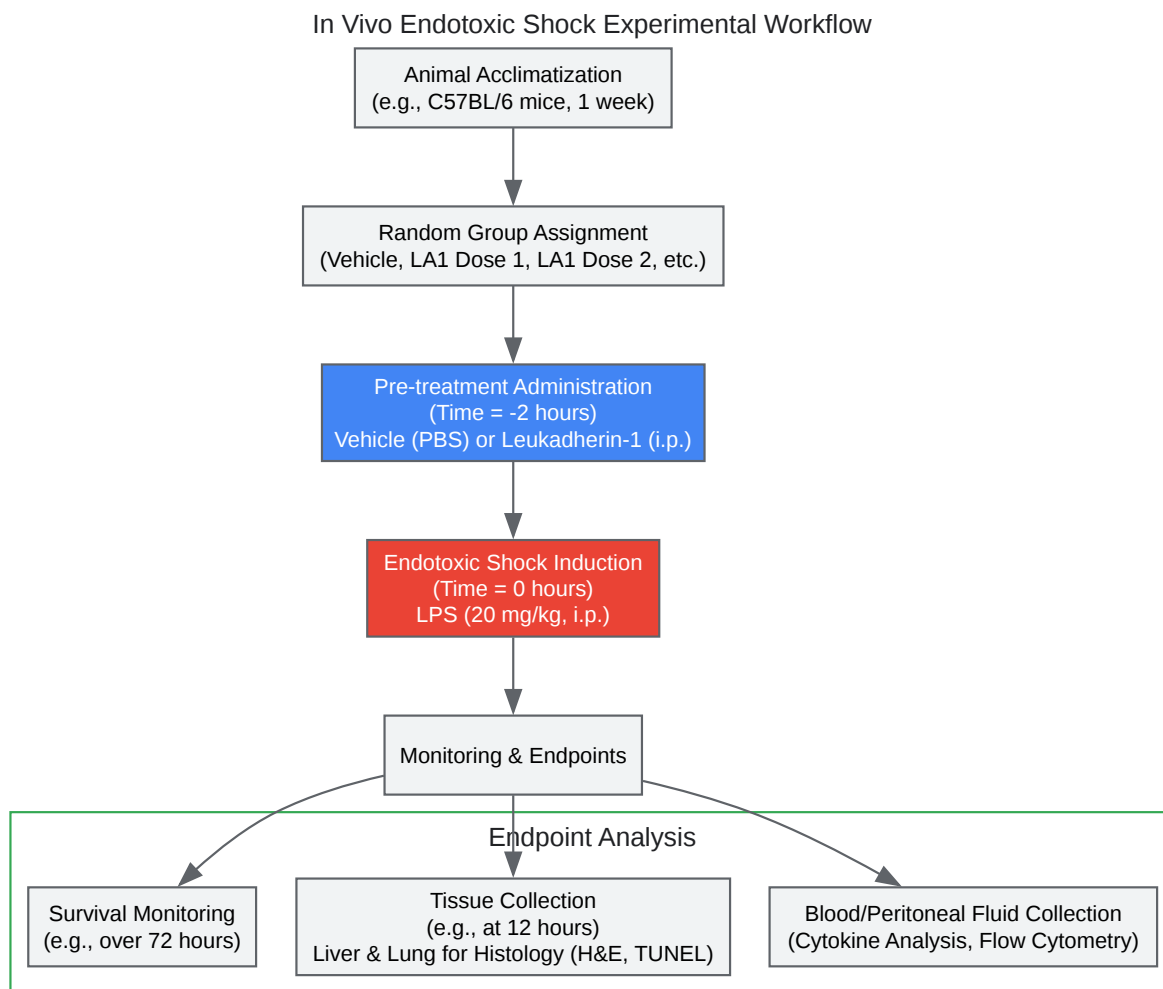 In Vivo Endotoxic Shock Experimental Workflow
Animal Acclimatization
(e.g., C57BL/6 mice, 1 week)
Random Group Assignment
(Vehicle, LA1 Dose 1, LA1 Dose 2, etc.)
Pre-treatment Administration
(Time = -2 hours)
Vehicle (PBS) or Leukadherin-1 (i.p.)
Endotoxic Shock Induction
(Time = 0 hours)
LPS (20 mg/kg, i.p.)
Monitoring & Endpoints
Endpoint Analysis
Survival Monitoring
(e.g., over 72 hours)
Tissue Collection
(e.g., at 12 hours)
Liver & Lung for Histology (H&E, TUNEL)
Blood/Peritoneal Fluid Collection
(Cytokine Analysis, Flow Cytometry)